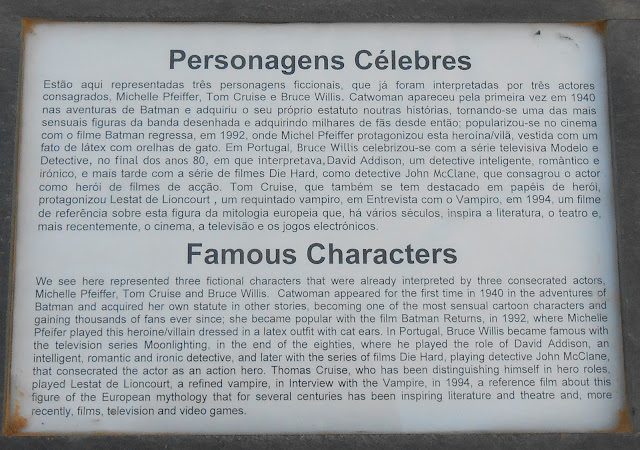 Personagens Célebres
Estão aqui representadas três personagens ficcionais, que já foram interpretadas por três actores
consagrados, Michelle Pfeiffer, Tom Cruise e Bruce Willis. Catwoman apareceu pela primeira vez em 1940
nas aventuras de Batman e adquiriu o seu próprio estatuto noutras histórias, tornando-se uma das mais
sensuais figuras da banda desenhada e adquirindo milhares de fãs desde então; popularizou-se no cinema
com o filme Batman regressa, em 1992, onde Michel Pfeiffer protagonizou esta heroína/vilã, vestida com um
fato de látex com orelhas de gato. Em Portugal, Bruce Willis celebrizou-se com a série televisiva Modelo e
Detective, no final dos anos 80, em que interpretava, David Addison, um detective inteligente, romântico e
irónico, e mais tarde com a série de filmes Die Hard, como detective John McClane, que consagrou o actor
como herói de filmes de acção. Tom Cruise, que também se tem destacado em papéis de herói,
protagonizou Lestat de Lioncourt , um requintado vampiro, em Entrevista com o Vampiro, em 1994, um filme
de referência sobre esta figura da mitologia europeia que, há vários séculos, inspira a literatura, o teatro e,
mais recentemente, o cinema, a televisão e os jogos electrónicos.
Famous Characters
We see here represented three fictional characters that were already interpreted by three consecrated actors,
Michelle Pfeiffer, Tom Cruise and Bruce Willis. Catwoman appeared for the first time in 1940 in the adventures of
Batman and acquired her own statute in other stories, becoming one of the most sensual cartoon characters and
gaining thousands of fans ever since; she became popular with the film Batman Returns, in 1992, where Michelle
Pfeifer played this heroine/villain dressed in a latex outfit with cat ears. In Portugal, Bruce Willis became famous with
the television series Moonlighting, in the end of the eighties, where he played the role of David Addison, an
intelligent, romantic and ironic detective, and later with the series of films Die Hard, playing detective John McClane,
that consecrated the actor as an action hero. Thomas Cruise, who has been distinguishing himself in hero roles,
played Lestat de Lioncourt, a refined vampire, in Interview with the Vampire, in 1994, a reference film about this
figure of the European mythology that for several centuries has been inspiring literature and theatre and, more
recently, films, television and video games.